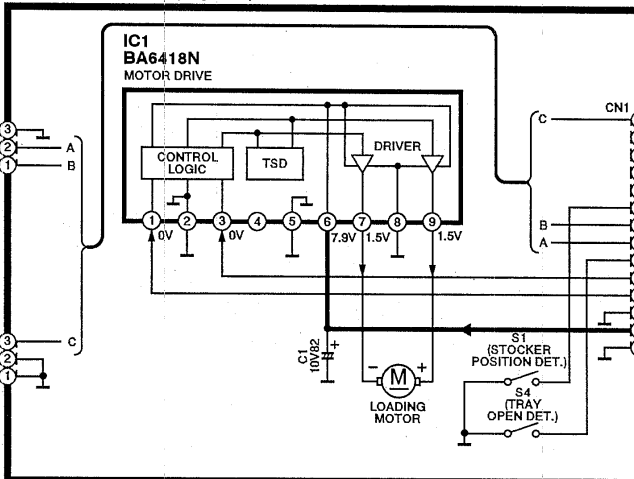 IC1
BA6418N
MOTOR DRIVE
CN1
3
2
1
A
B
C
CONTROL
LOGIC
TSD
DRIVER
1
2
3
4
5
6
7
8
9
0V
0V
7.9V
1.5V
1.5V
B
A
3
2
1
C
C1
10V82
+
−
M
+
LOADING
MOTOR
S1
(STOCKER
POSITION DET.)
S4
(TRAY
OPEN DET.)